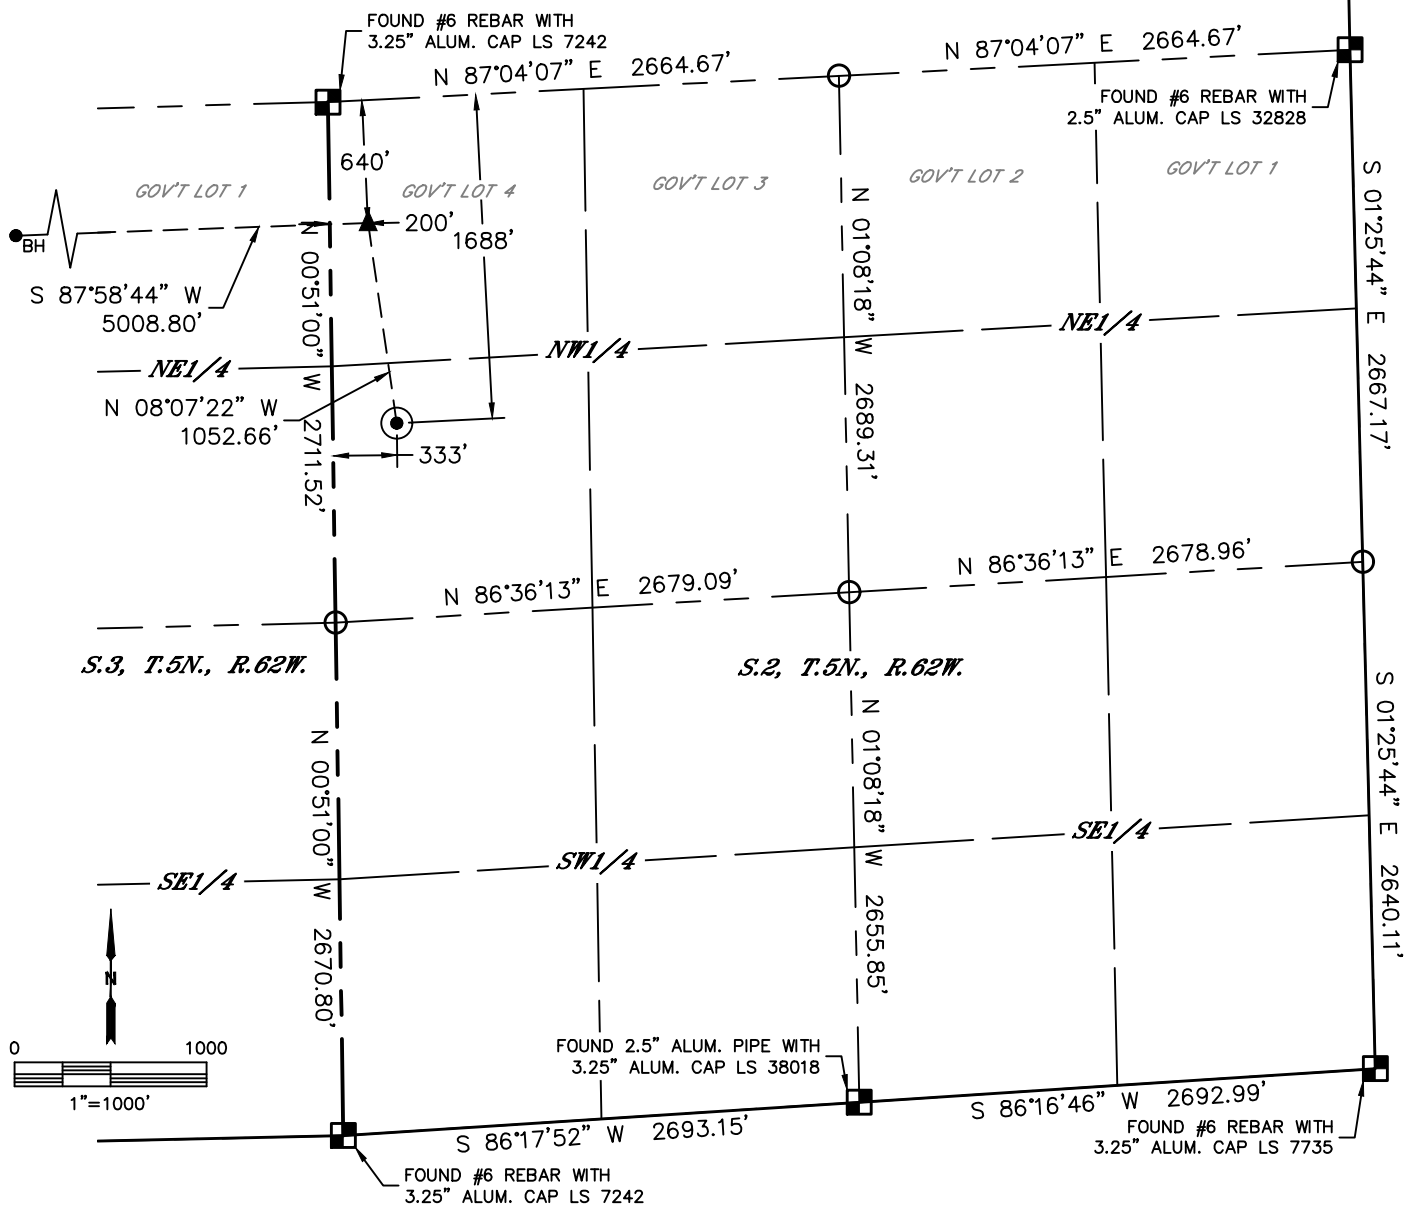 FOUND #6 REBAR WITH
3.25" ALUM. CAP LS 7242
N 87°04'07" E 2664.67'
N 87°04'07" E 2664.67'
FOUND #6 REBAR WITH
2.5" ALUM. CAP LS 32828
640'
GOV'T LOT 1
GOV'T LOT 4
GOV'T LOT 3
GOV'T LOT 2
GOV'T LOT 1
200'
1688'
BH
S 87°58'44" W
5008.80'
N 00°51'00" W 2711.52'
N 01°08'18" W 2689.31'
S 01°25'44" E 2667.17'
NE1/4
NW1/4
NE1/4
N 08°07'22" W
1052.66'
333'
N 86°36'13" E 2679.09'
N 86°36'13" E 2678.96'
S.3, T.5N., R.62W.
S.2, T.5N., R.62W.
N 00°51'00" W 2670.80'
N 01°08'18" W 2655.85'
S 01°25'44" E 2640.11'
SE1/4
SW1/4
SE1/4
N
0 1000
1"=1000'
FOUND 2.5" ALUM. PIPE WITH
3.25" ALUM. CAP LS 38018
S 86°17'52" W 2693.15'
S 86°16'46" W 2692.99'
FOUND #6 REBAR WITH
3.25" ALUM. CAP LS 7735
FOUND #6 REBAR WITH
3.25" ALUM. CAP LS 7242